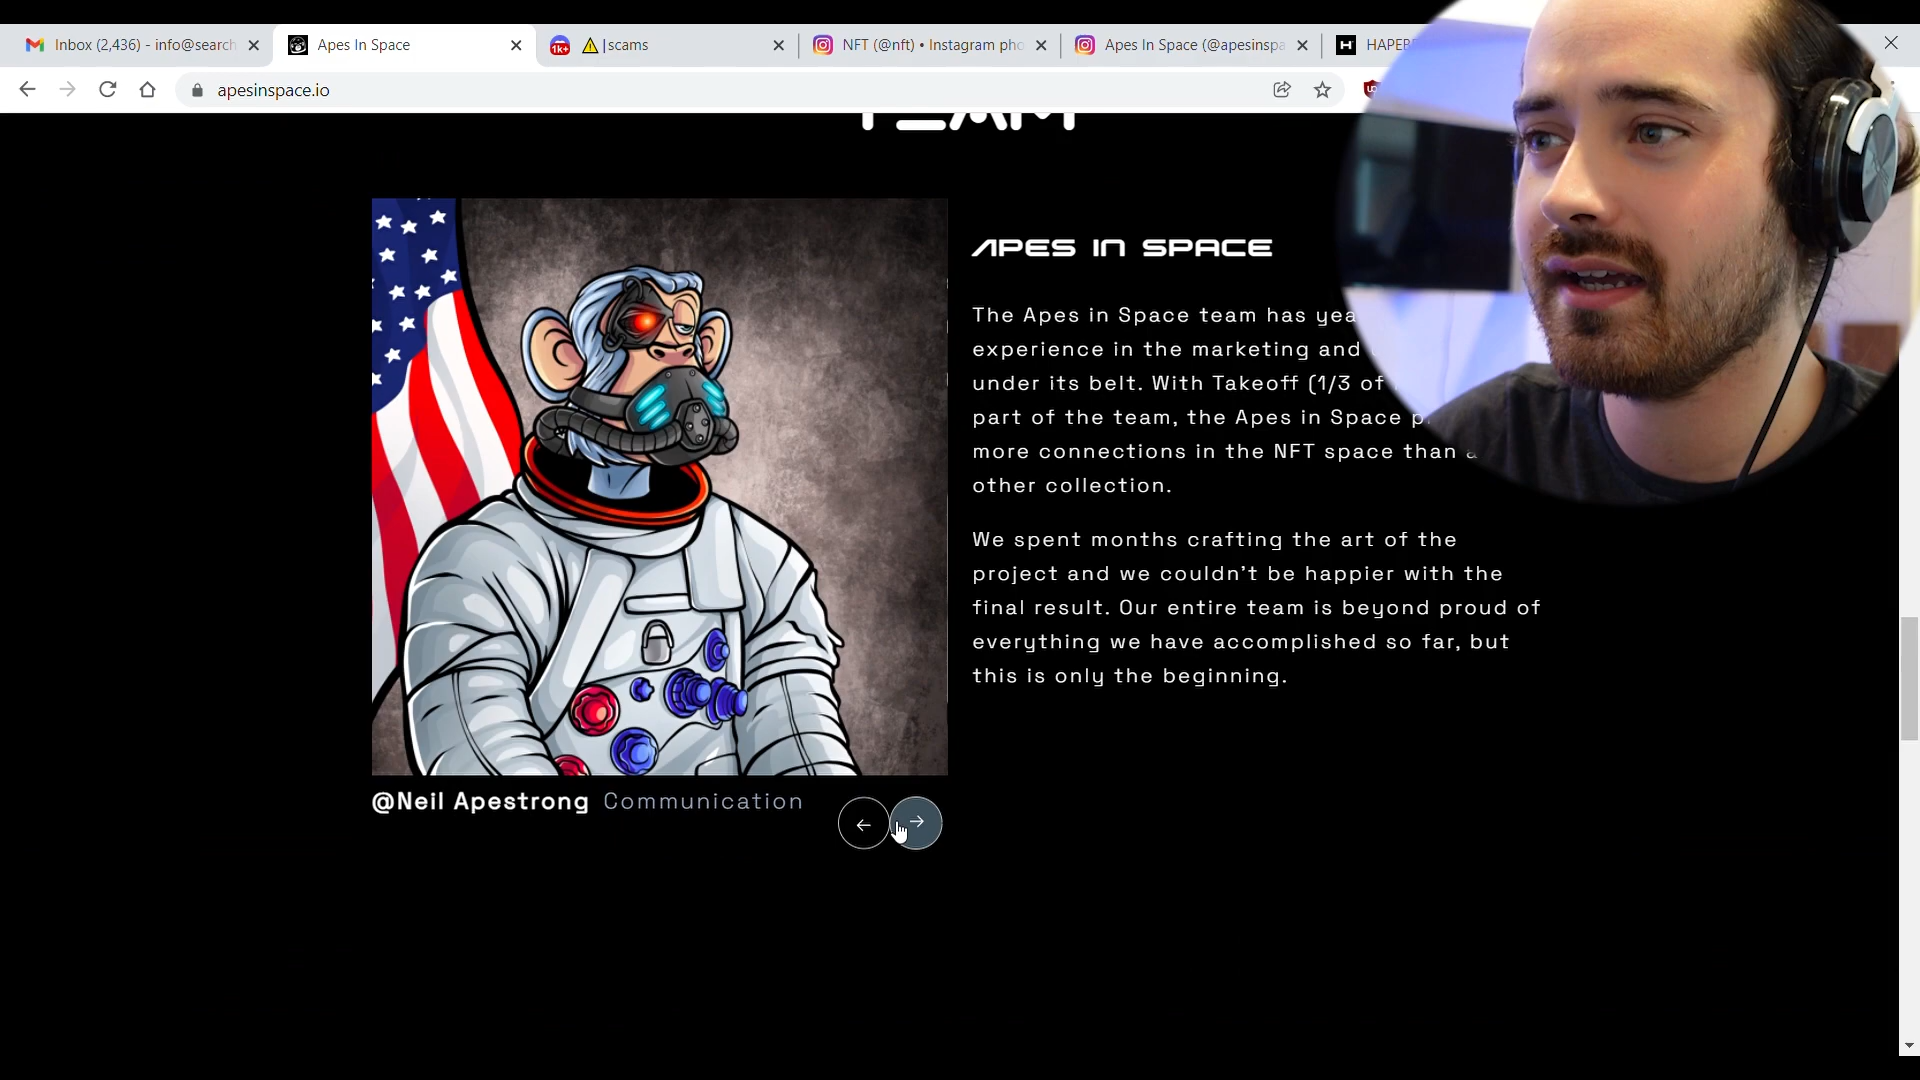 Inbox (2,436) - info@search
Apes In Space
1k+
|scams
NFT (@nft) • Instagram pho
Apes In Space (@apesinspa
H
HAPEB
apesinspace.io
TEAM
APES IN SPACE
The Apes in Space team has
experience in the marketing and
under its belt. With Takeoff (1/3 of
part of the team, the Apes in Space
more connections in the NFT space than
other collection.
We spent months crafting the art of the
project and we couldn't be happier with the
final result. Our entire team is beyond proud of
everything we have accomplished so far, but
this is only the beginning.
@Neil Apestrong Communication